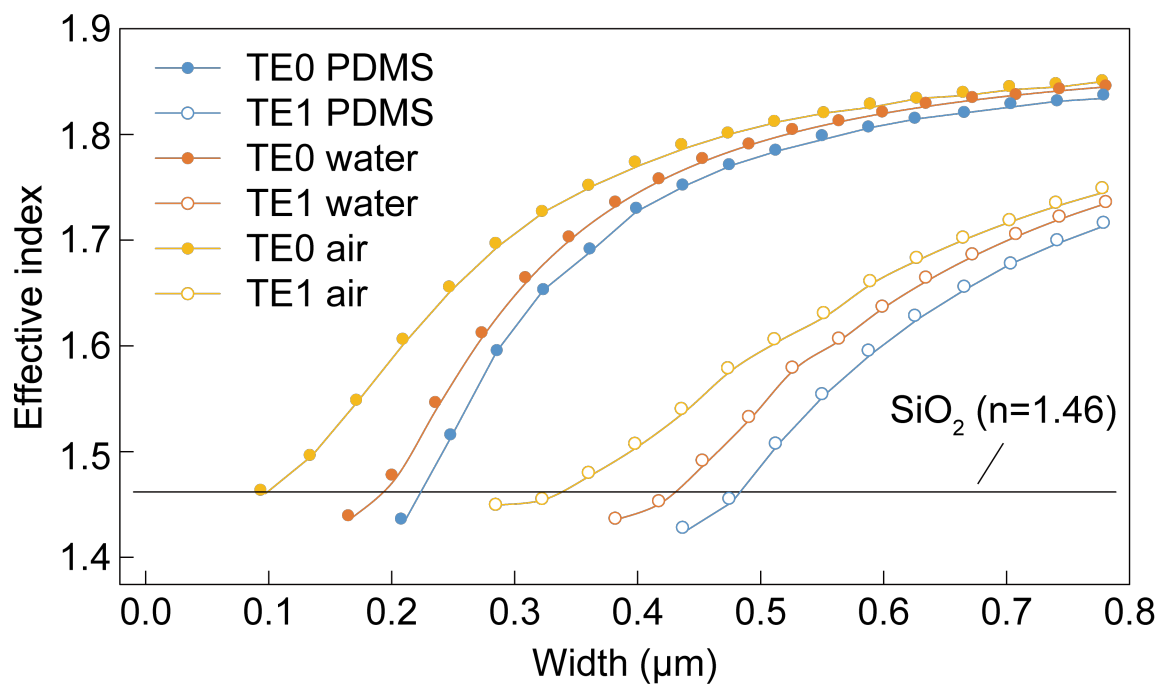 1.9
1.8
1.7
1.6
1.5
1.4
Effective index
TE0 PDMS
TE1 PDMS
TE0 water
TE1 water
TE0 air
TE1 air
SiO₂ (n=1.46)
0.0 0.1 0.2 0.3 0.4 0.5 0.6 0.7 0.8
Width (μm)